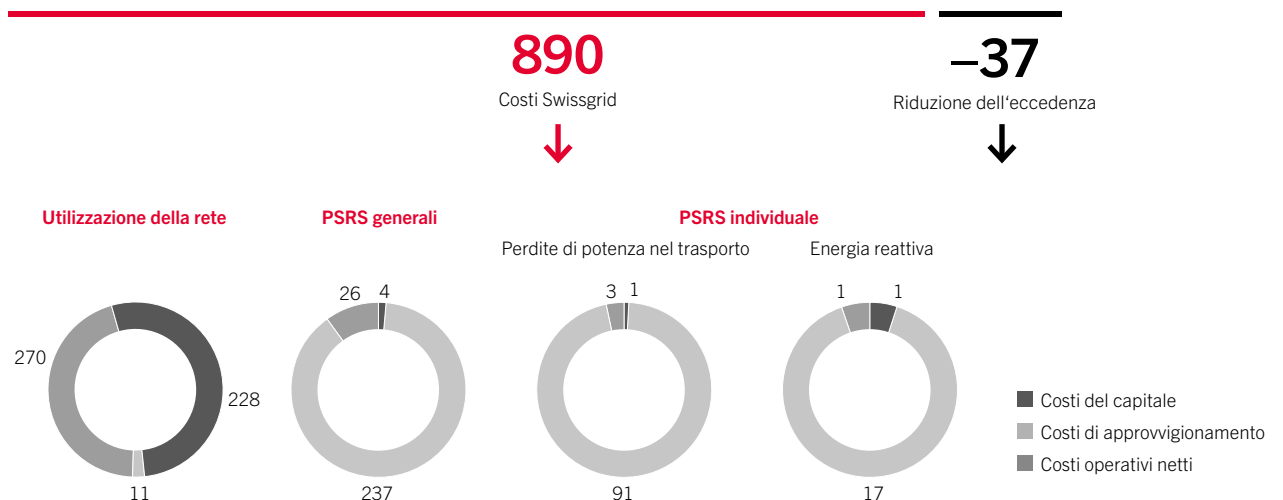 890
Costi Swissgrid
–37
Riduzione dell‘eccedenza
Utilizzazione della rete
PSRS generali
PSRS individuale
Perdite di potenza nel trasporto
Energia reattiva
270
228
11
26
4
237
3
1
91
1
1
17
Costi del capitale
Costi di approvvigionamento
Costi operativi netti